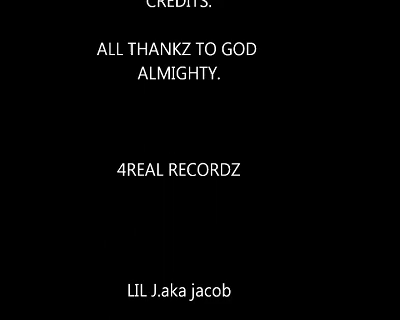 CREDITS.
ALL THANKZ TO GOD
ALMIGHTY.
4REAL RECORDZ
LIL J.aka jacob